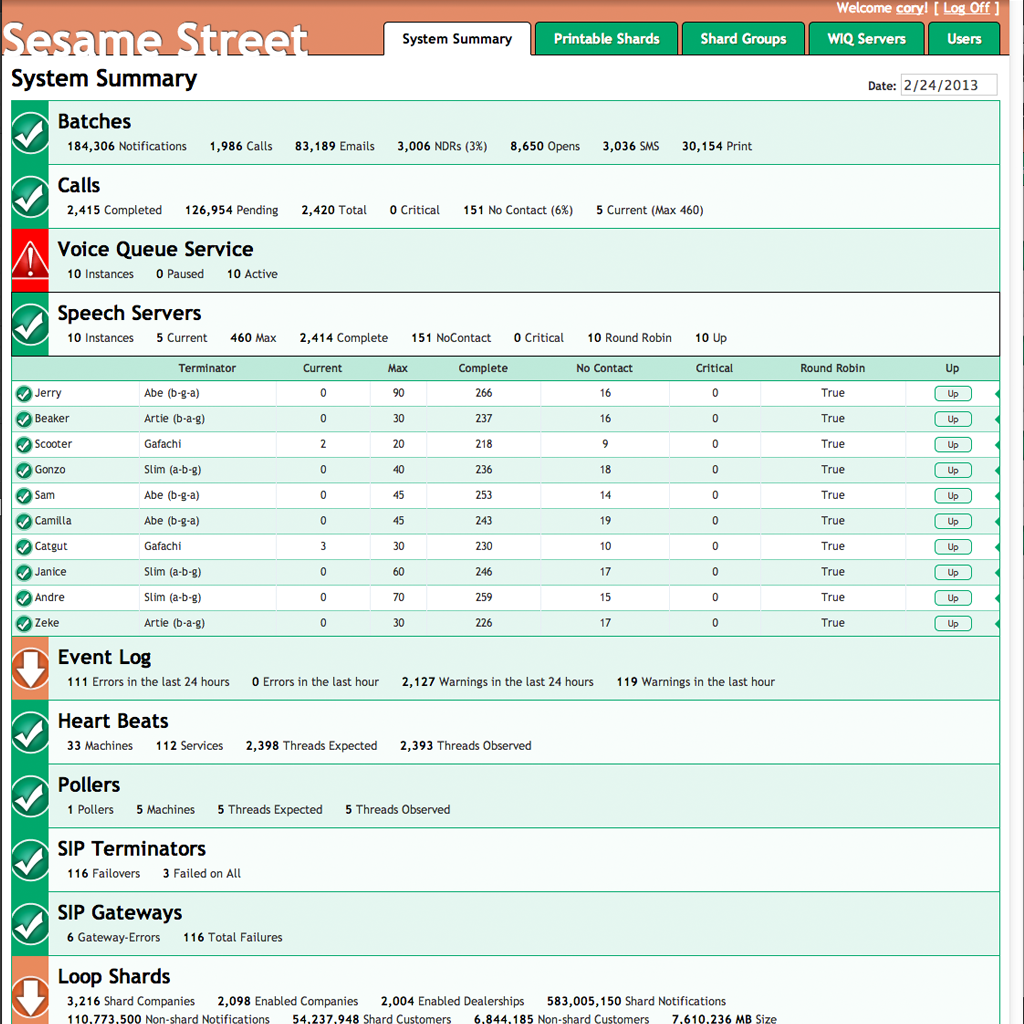 Welcome cory! [ Log Off ]
Sesame Street
System Summary Printable Shards Shard Groups WIQ Servers Users
System Summary
Date: 2/24/2013
Batches
184,306 Notifications 1,986 Calls 83,189 Emails 3,006 NDRs (3%) 8,650 Opens 3,036 SMS 30,154 Print
Calls
2,415 Completed 126,954 Pending 2,420 Total 0 Critical 151 No Contact (6%) 5 Current (Max 460)
Voice Queue Service
10 Instances 0 Paused 10 Active
Speech Servers
10 Instances 5 Current 460 Max 2,414 Complete 151 NoContact 0 Critical 10 Round Robin 10 Up
Terminator Current Max Complete No Contact Critical Round Robin Up
Jerry Abe (b-g-a) 0 90 266 16 0 True Up
Beaker Artie (b-a-g) 0 30 237 16 0 True Up
Scooter Gafachi 2 20 218 9 0 True Up
Gonzo Slim (a-b-g) 0 40 236 18 0 True Up
Sam Abe (b-g-a) 0 45 253 14 0 True Up
Camilla Abe (b-g-a) 0 45 243 19 0 True Up
Catgut Gafachi 3 30 230 10 0 True Up
Janice Slim (a-b-g) 0 60 246 17 0 True Up
Andre Slim (a-b-g) 0 70 259 15 0 True Up
Zeke Artie (b-a-g) 0 30 226 17 0 True Up
Event Log
111 Errors in the last 24 hours 0 Errors in the last hour 2,127 Warnings in the last 24 hours 119 Warnings in the last hour
Heart Beats
33 Machines 112 Services 2,398 Threads Expected 2,393 Threads Observed
Pollers
1 Pollers 5 Machines 5 Threads Expected 5 Threads Observed
SIP Terminators
116 Failovers 3 Failed on All
SIP Gateways
6 Gateway-Errors 116 Total Failures
Loop Shards
3,216 Shard Companies 2,098 Enabled Companies 2,004 Enabled Dealerships 583,005,150 Shard Notifications
110,773,500 Non-shard Notifications 54,237,948 Shard Customers 6,844,185 Non-shard Customers 7,610,236 MB Size